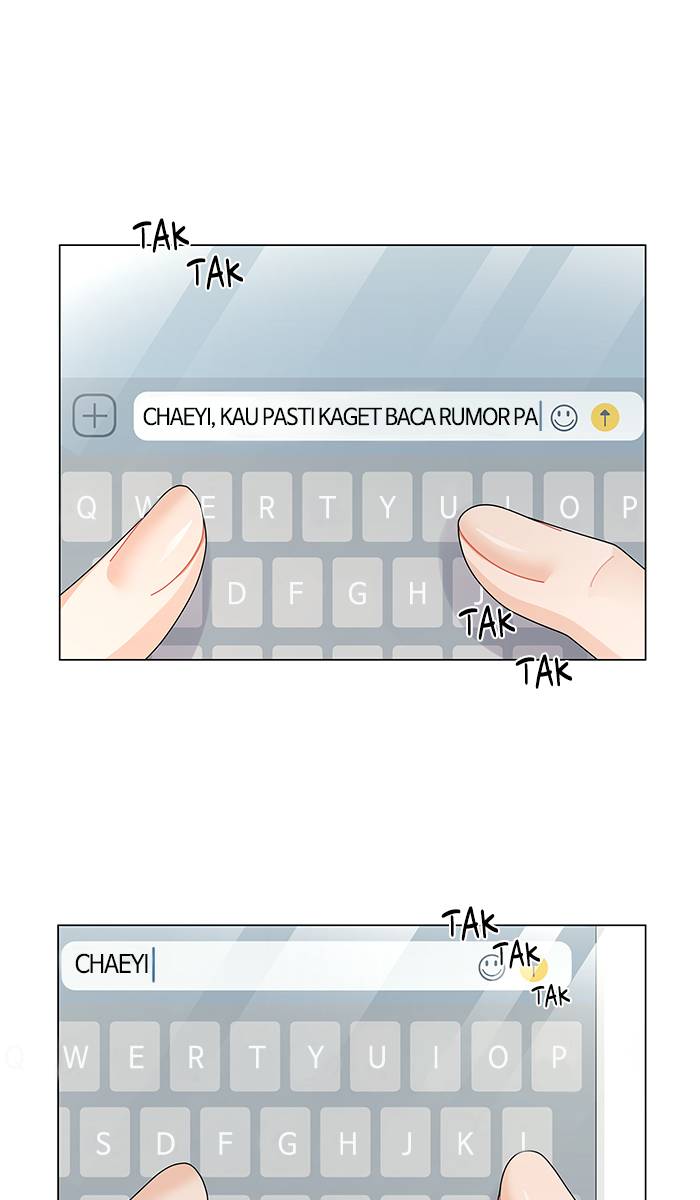 TAK
TAK
CHAEYI, KAU PASTI KAGET BACA RUMOR PA
Q W E R T Y U I O P
D F G H J
TAK
TAK
TAK
CHAEYI
TAK
TAK
Q W E R T Y U I O P
S D F G H J K L